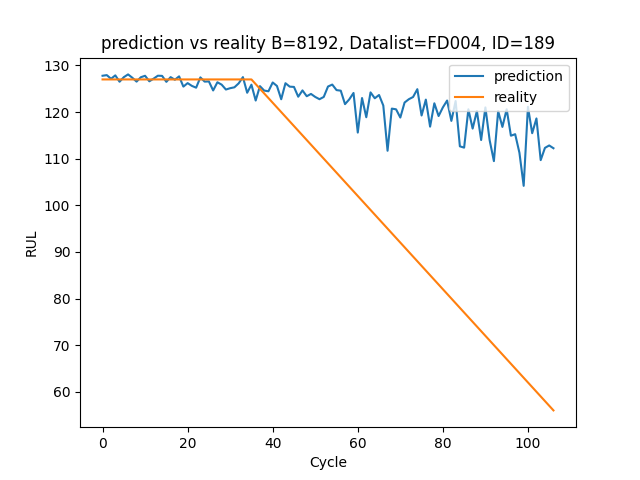 prediction vs reality B=8192, Datalist=FD004, ID=189
prediction
reality
130
120
110
100
90
80
70
60
RUL
0 20 40 60 80 100
Cycle